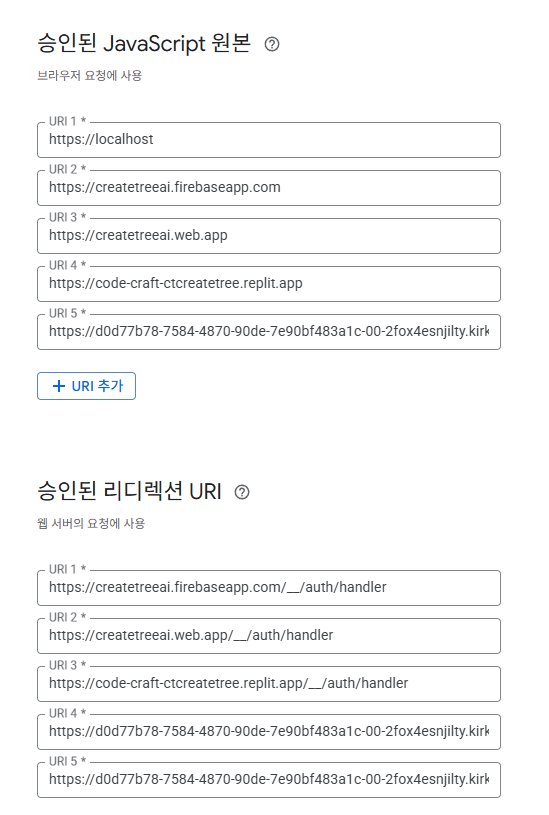 승인된 JavaScript 원본
브라우저 요청에 사용
URI 1 *
https://localhost
URI 2 *
https://createtreeai.firebaseapp.com
URI 3 *
https://createtreeai.web.app
URI 4 *
https://code-craft-ctcreatetree.replit.app
URI 5 *
https://d0d77b78-7584-4870-90de-7e90bf483a1c-00-2fox4esnjilty.kirk
+ URI 추가
승인된 리디렉션 URI
웹 서버의 요청에 사용
URI 1 *
https://createtreeai.firebaseapp.com/__/auth/handler
URI 2 *
https://createtreeai.web.app/__/auth/handler
URI 3 *
https://code-craft-ctcreatetree.replit.app/__/auth/handler
URI 4 *
https://d0d77b78-7584-4870-90de-7e90bf483a1c-00-2fox4esnjilty.kirk
URI 5 *
https://d0d77b78-7584-4870-90de-7e90bf483a1c-00-2fox4esnjilty.kirk